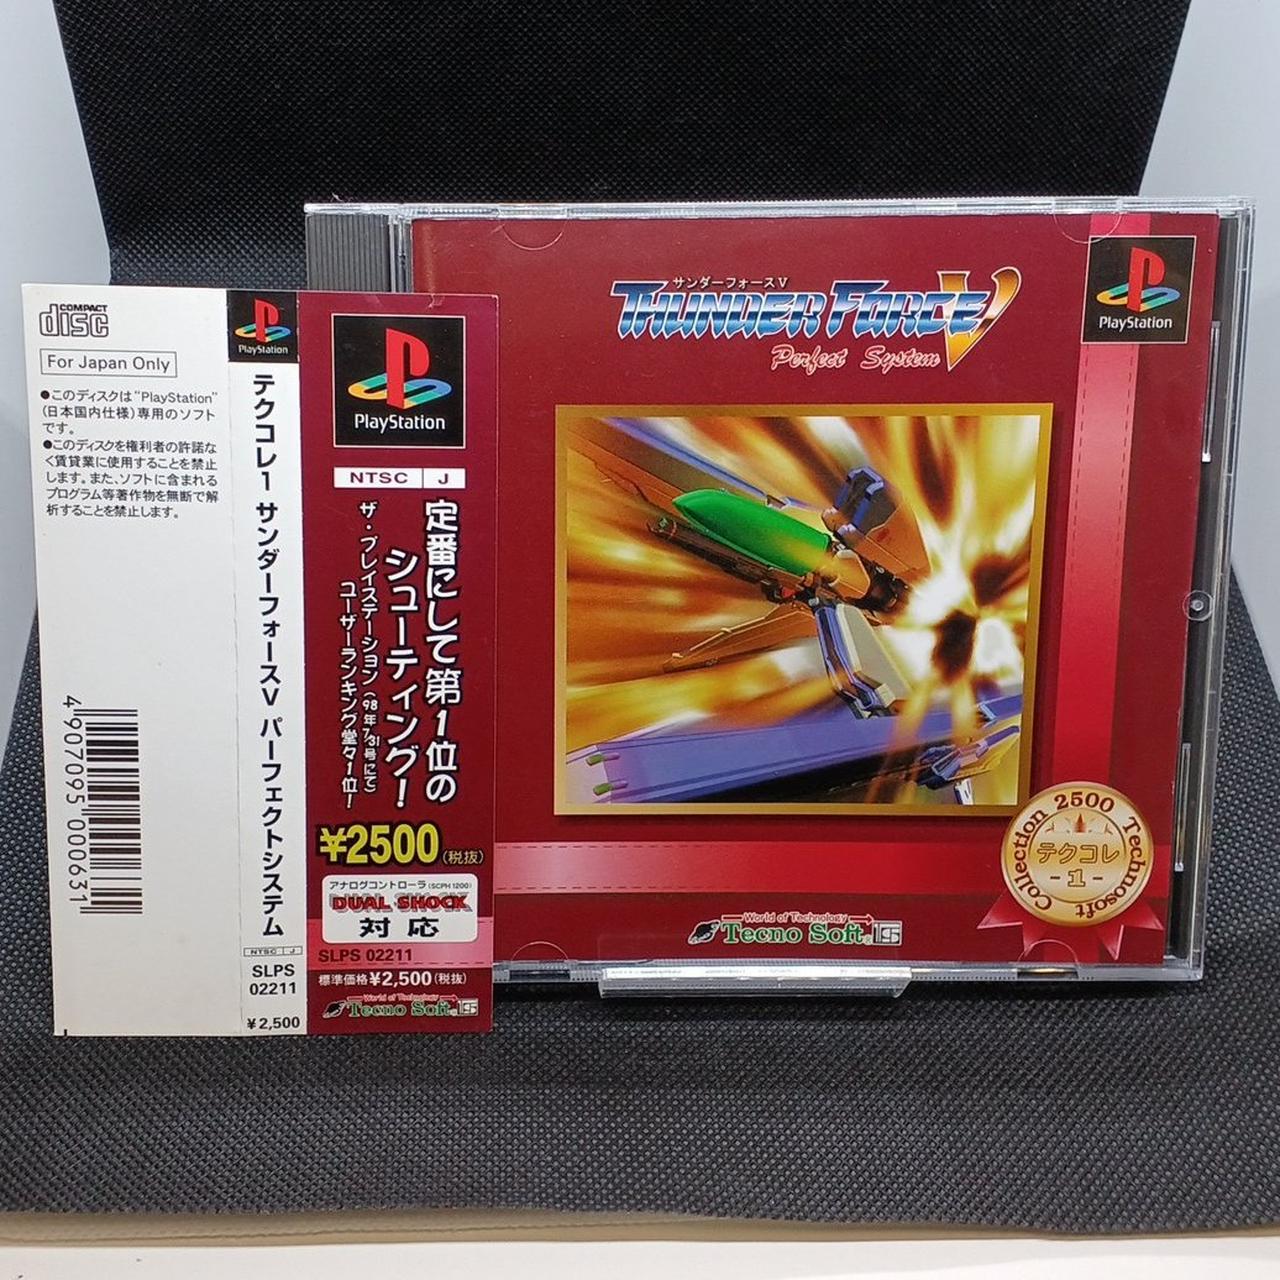 COMPACT
disc
For Japan Only
●このディスクは"PlayStation"
(日本国内仕様)専用のソフト
です。
●このディスクを権利者の許諾な
く賃貸業に使用することを禁止
します。また、ソフトに含まれる
プログラム等著作物を無断で解
析することを禁止します。
4 907095 000631
PlayStation
テクコレ1 サンダーフォースV パーフェクトシステム
NTSC J
SLPS
02211
¥2,500
PlayStation
NTSC J
定番にして第1位の
シューティング!
ザ・プレイステーション(98年7/31号にて)
ユーザーランキング堂々1位!
¥2500(税抜)
アナログコントローラ(SCPH 1200)
DUAL SHOCK
対応
SLPS 02211
標準価格¥2,500(税抜)
World of Technology
Tecno Soft
サンダーフォースV
THUNDER FORCE V
Perfect System
PlayStation
Technosoft Collection 2500
テクコレ
-1-
World of Technology
Tecno Soft